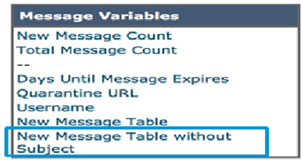 Message Variables
New Message Count
Total Message Count
--
Days Until Message Expires
Quarantine URL
Username
New Message Table
New Message Table without
Subject